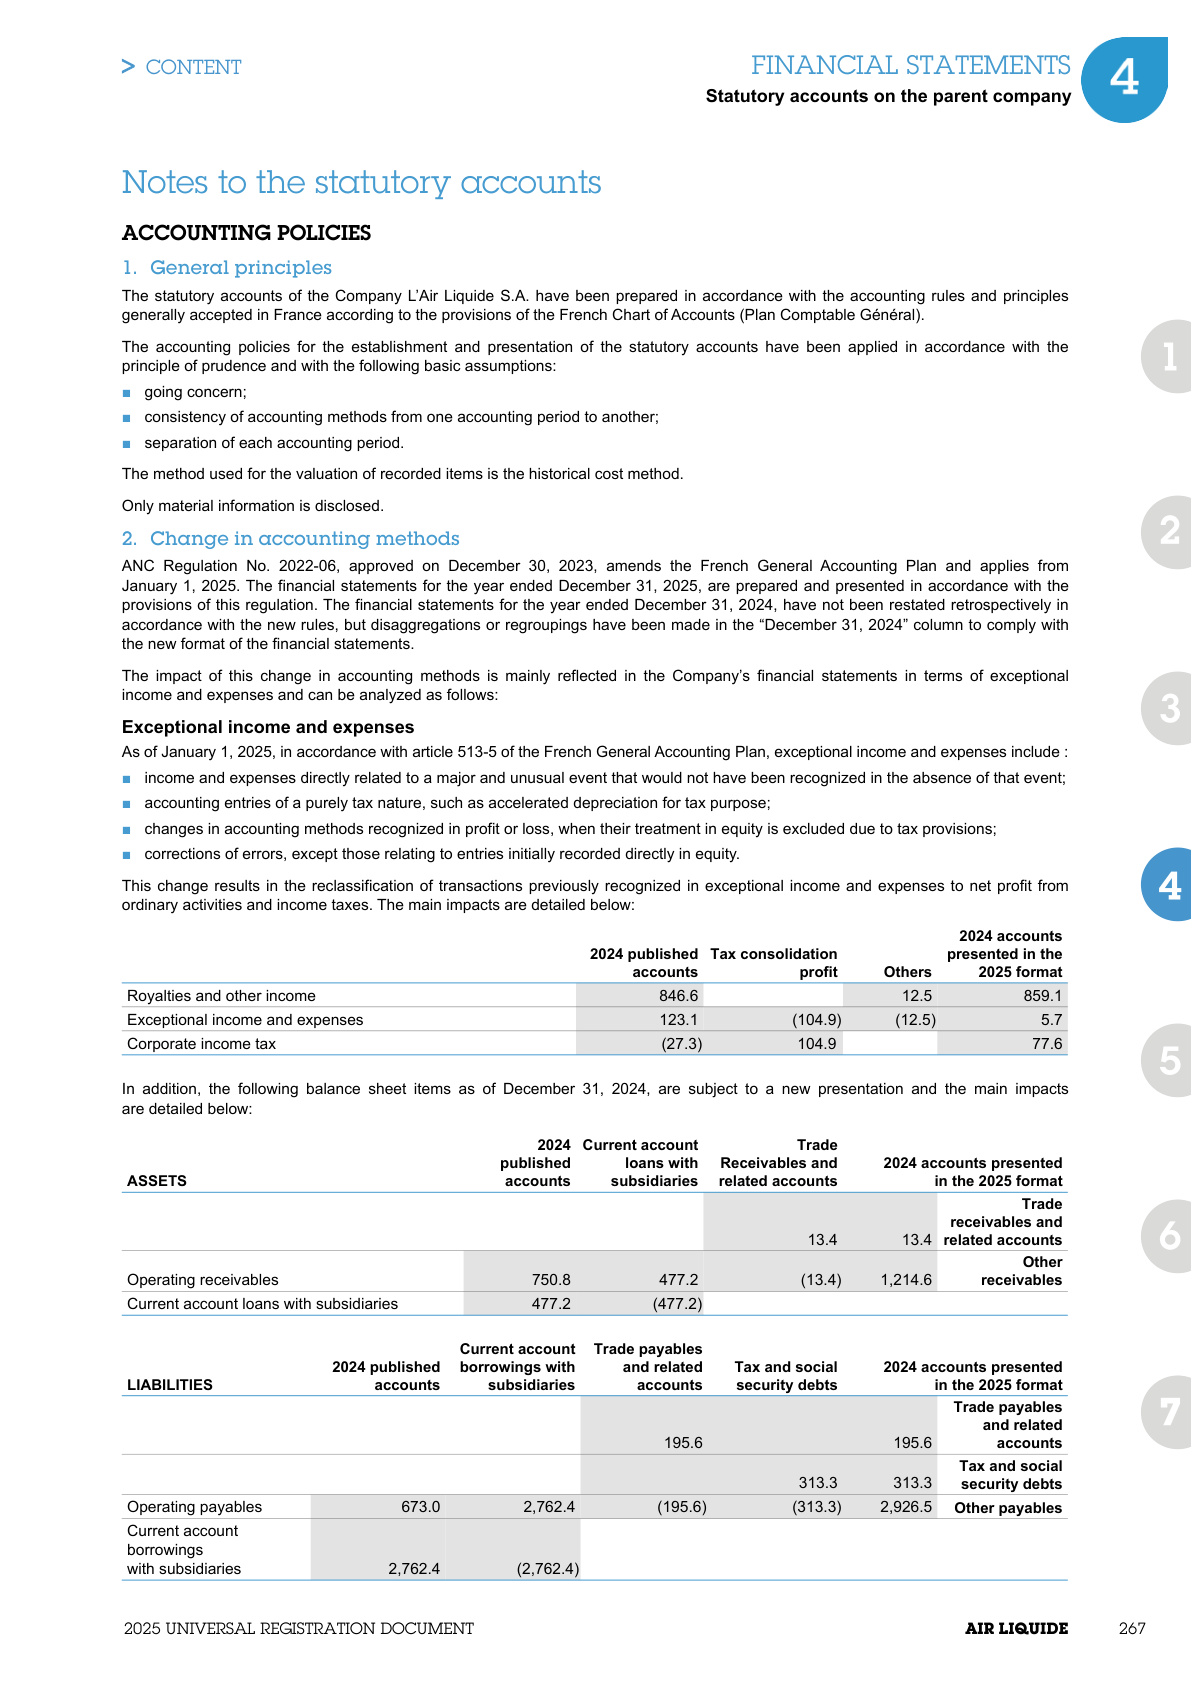 > CONTENT
FINANCIAL STATEMENTS
Statutory accounts on the parent company
4
Notes to the statutory accounts
ACCOUNTING POLICIES
1. General principles
The statutory accounts of the Company L’Air Liquide S.A. have been prepared in accordance with the accounting rules and principles
generally accepted in France according to the provisions of the French Chart of Accounts (Plan Comptable Général).
The accounting policies for the establishment and presentation of the statutory accounts have been applied in accordance with the
principle of prudence and with the following basic assumptions:
■ going concern;
■ consistency of accounting methods from one accounting period to another;
■ separation of each accounting period.
The method used for the valuation of recorded items is the historical cost method.
Only material information is disclosed.
2. Change in accounting methods
ANC Regulation No. 2022-06, approved on December 30, 2023, amends the French General Accounting Plan and applies from
January 1, 2025. The financial statements for the year ended December 31, 2025, are prepared and presented in accordance with the
provisions of this regulation. The financial statements for the year ended December 31, 2024, have not been restated retrospectively in
accordance with the new rules, but disaggregations or regroupings have been made in the “December 31, 2024” column to comply with
the new format of the financial statements.
The impact of this change in accounting methods is mainly reflected in the Company’s financial statements in terms of exceptional
income and expenses and can be analyzed as follows:
Exceptional income and expenses
As of January 1, 2025, in accordance with article 513-5 of the French General Accounting Plan, exceptional income and expenses include :
■ income and expenses directly related to a major and unusual event that would not have been recognized in the absence of that event;
■ accounting entries of a purely tax nature, such as accelerated depreciation for tax purpose;
■ changes in accounting methods recognized in profit or loss, when their treatment in equity is excluded due to tax provisions;
■ corrections of errors, except those relating to entries initially recorded directly in equity.
This change results in the reclassification of transactions previously recognized in exceptional income and expenses to net profit from
ordinary activities and income taxes. The main impacts are detailed below:
2024 accounts
2024 published Tax consolidation presented in the
accounts profit Others 2025 format
Royalties and other income 846.6 12.5 859.1
Exceptional income and expenses 123.1 (104.9) (12.5) 5.7
Corporate income tax (27.3) 104.9 77.6
In addition, the following balance sheet items as of December 31, 2024, are subject to a new presentation and the main impacts
are detailed below:
2024 Current account Trade
published loans with Receivables and 2024 accounts presented
ASSETS accounts subsidiaries related accounts in the 2025 format
Trade
receivables and
13.4 13.4 related accounts
Other
Operating receivables 750.8 477.2 (13.4) 1,214.6 receivables
Current account loans with subsidiaries 477.2 (477.2)
Current account Trade payables
2024 published borrowings with and related Tax and social 2024 accounts presented
LIABILITIES accounts subsidiaries accounts security debts in the 2025 format
Trade payables
and related
195.6 195.6 accounts
Tax and social
313.3 313.3 security debts
Operating payables 673.0 2,762.4 (195.6) (313.3) 2,926.5 Other payables
Current account
borrowings
with subsidiaries 2,762.4 (2,762.4)
1
2
3
4
5
6
7
2025 UNIVERSAL REGISTRATION DOCUMENT AIR LIQUIDE 267